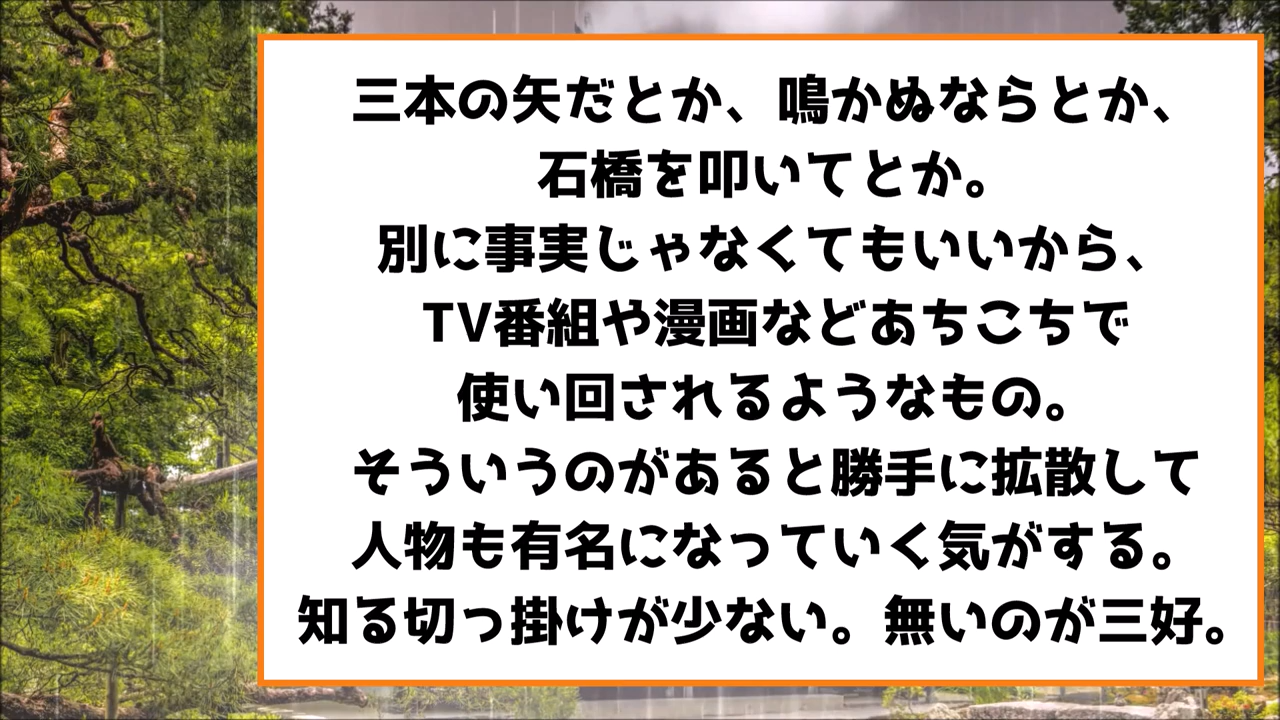 三本の矢だとか、鳴かぬならとか、
石橋を叩いてとか。
別に事実じゃなくてもいいから、
TV番組や漫画などあちこちで
使い回されるようなもの。
そういうのがあると勝手に拡散して
人物も有名になっていく気がする。
知る切っ掛けが少ない。無いのが三好。